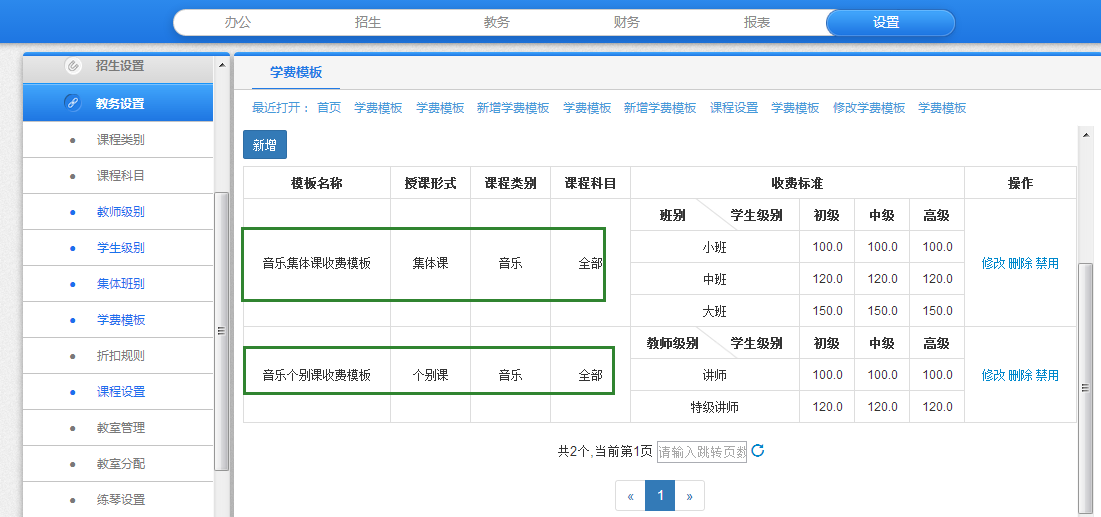 办公 招生 教务 财务 报表 设置
招生设置
教务设置
课程类别
课程科目
教师级别
学生级别
集体班别
学费模板
折扣规则
课程设置
教室管理
教室分配
练琴设置
学费模板
最近打开： 首页 学费模板 学费模板 新增学费模板 学费模板 新增学费模板 课程设置 学费模板 修改学费模板 学费模板
新增
模板名称 授课形式 课程类别 课程科目 收费标准 操作
班别 学生级别 初级 中级 高级
小班 100.0 100.0 100.0
音乐集体课收费模板 集体课 音乐 全部 修改 删除 禁用
中班 120.0 120.0 120.0
大班 150.0 150.0 150.0
教师级别 学生级别 初级 中级 高级
音乐个别课收费模板 个别课 音乐 全部 讲师 100.0 100.0 100.0 修改 删除 禁用
特级讲师 120.0 120.0 120.0
共2个,当前第1页 请输入跳转页数
« 1 »